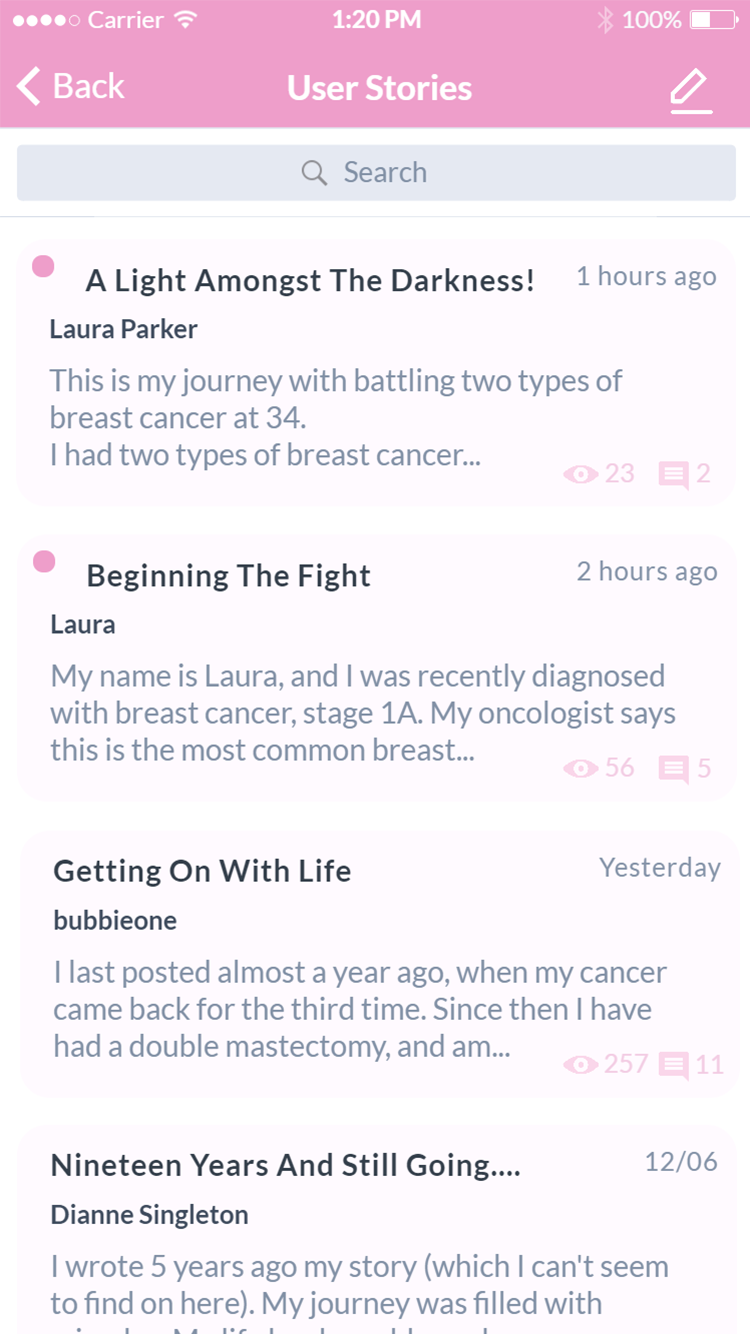 Carrier 1:20 PM 100%
Back User Stories
Search
A Light Amongst The Darkness! 1 hours ago
Laura Parker
This is my journey with battling two types of
breast cancer at 34.
I had two types of breast cancer...
23 2
Beginning The Fight 2 hours ago
Laura
My name is Laura, and I was recently diagnosed
with breast cancer, stage 1A. My oncologist says
this is the most common breast...
56 5
Getting On With Life Yesterday
bubbieone
I last posted almost a year ago, when my cancer
came back for the third time. Since then I have
had a double mastectomy, and am...
257 11
Nineteen Years And Still Going.... 12/06
Dianne Singleton
I wrote 5 years ago my story (which I can't seem
to find on here). My journey was filled with